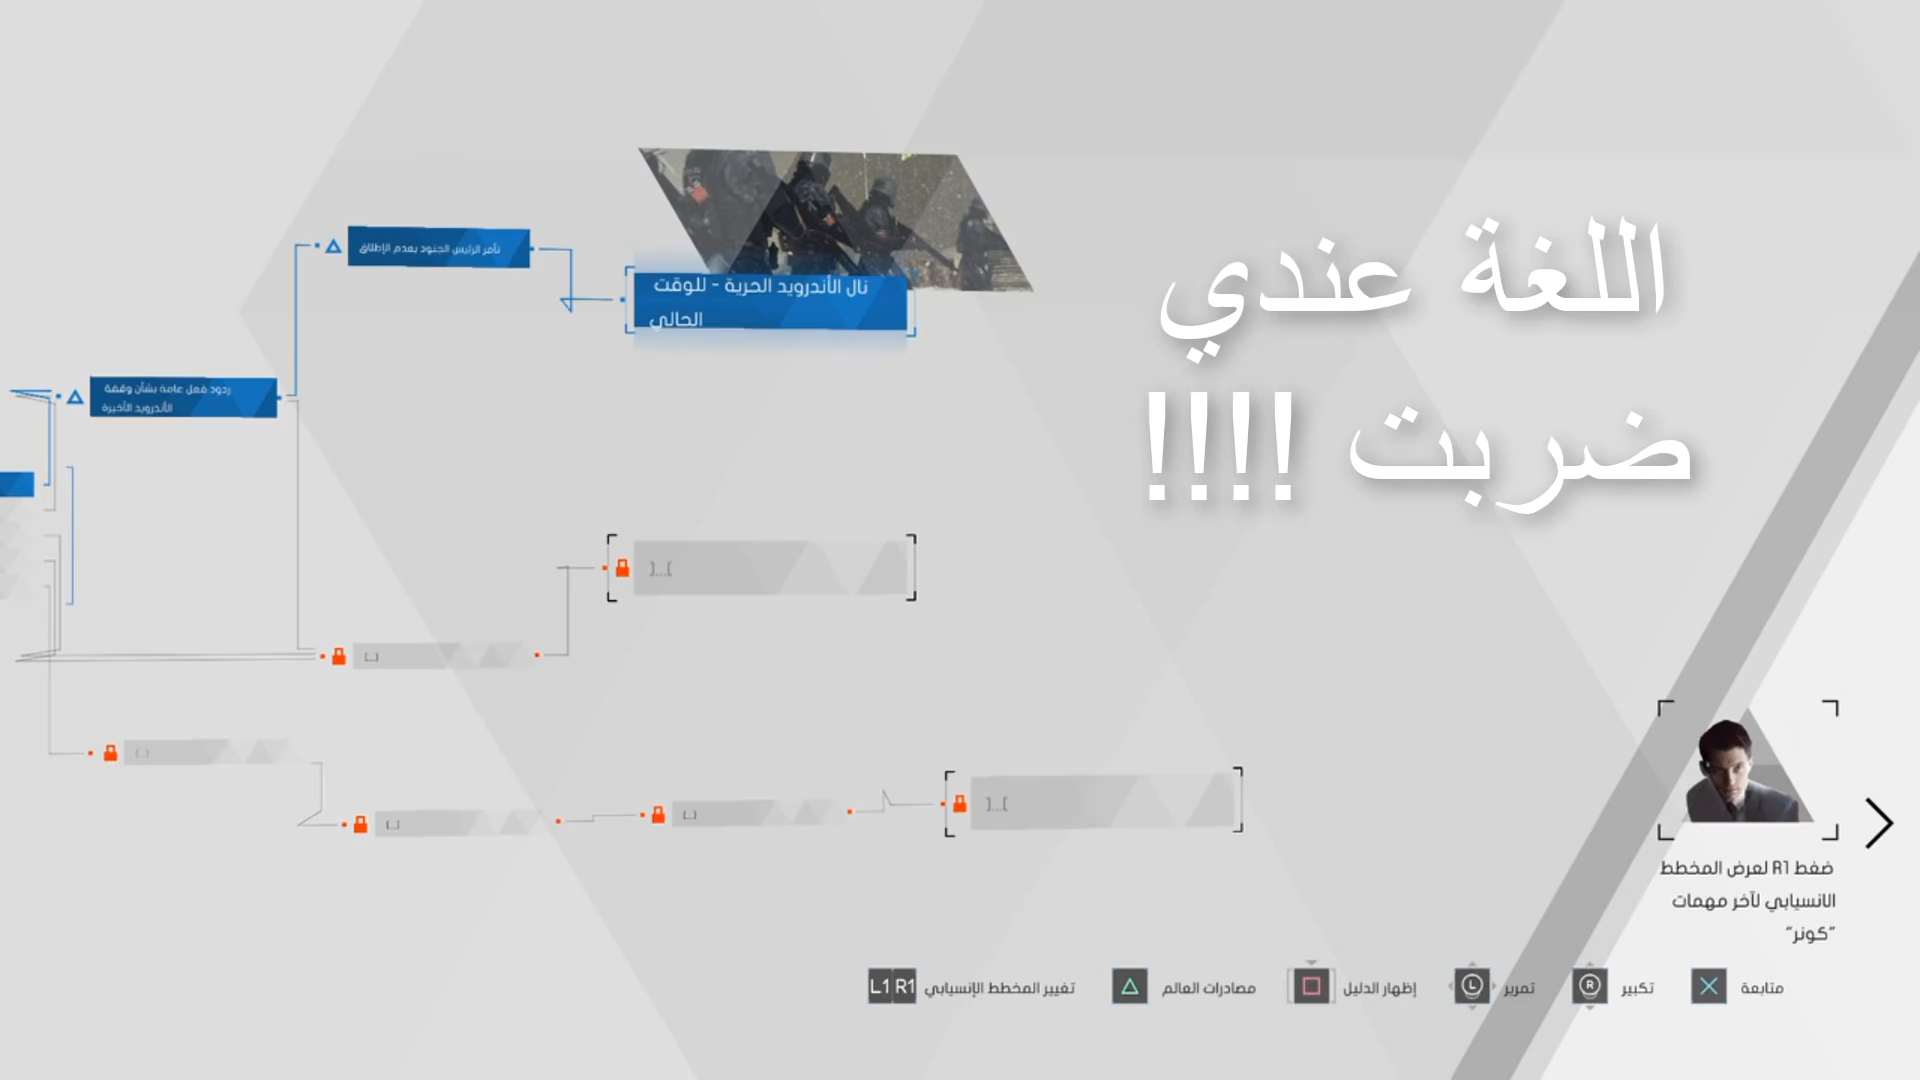 اللغة عندي
ضربت !!!!
تأمر الرئيس الجنود بعدم الإطلاق
نال الأندرويد الحرية - للوقت
الحالي
ردود فعل عامة بشأن وقفة
الأندرويد الأخيرة
]...[
[...]
[...]
[...]
[...]
]...[
ضغط R1 لعرض المخطط
الانسيابي لآخر مهمات
"كونر"
متابعة
تكبير
تمرير
إظهار الدليل
مصادرات العالم
تغيير المخطط الإنسيابي
L1 R1